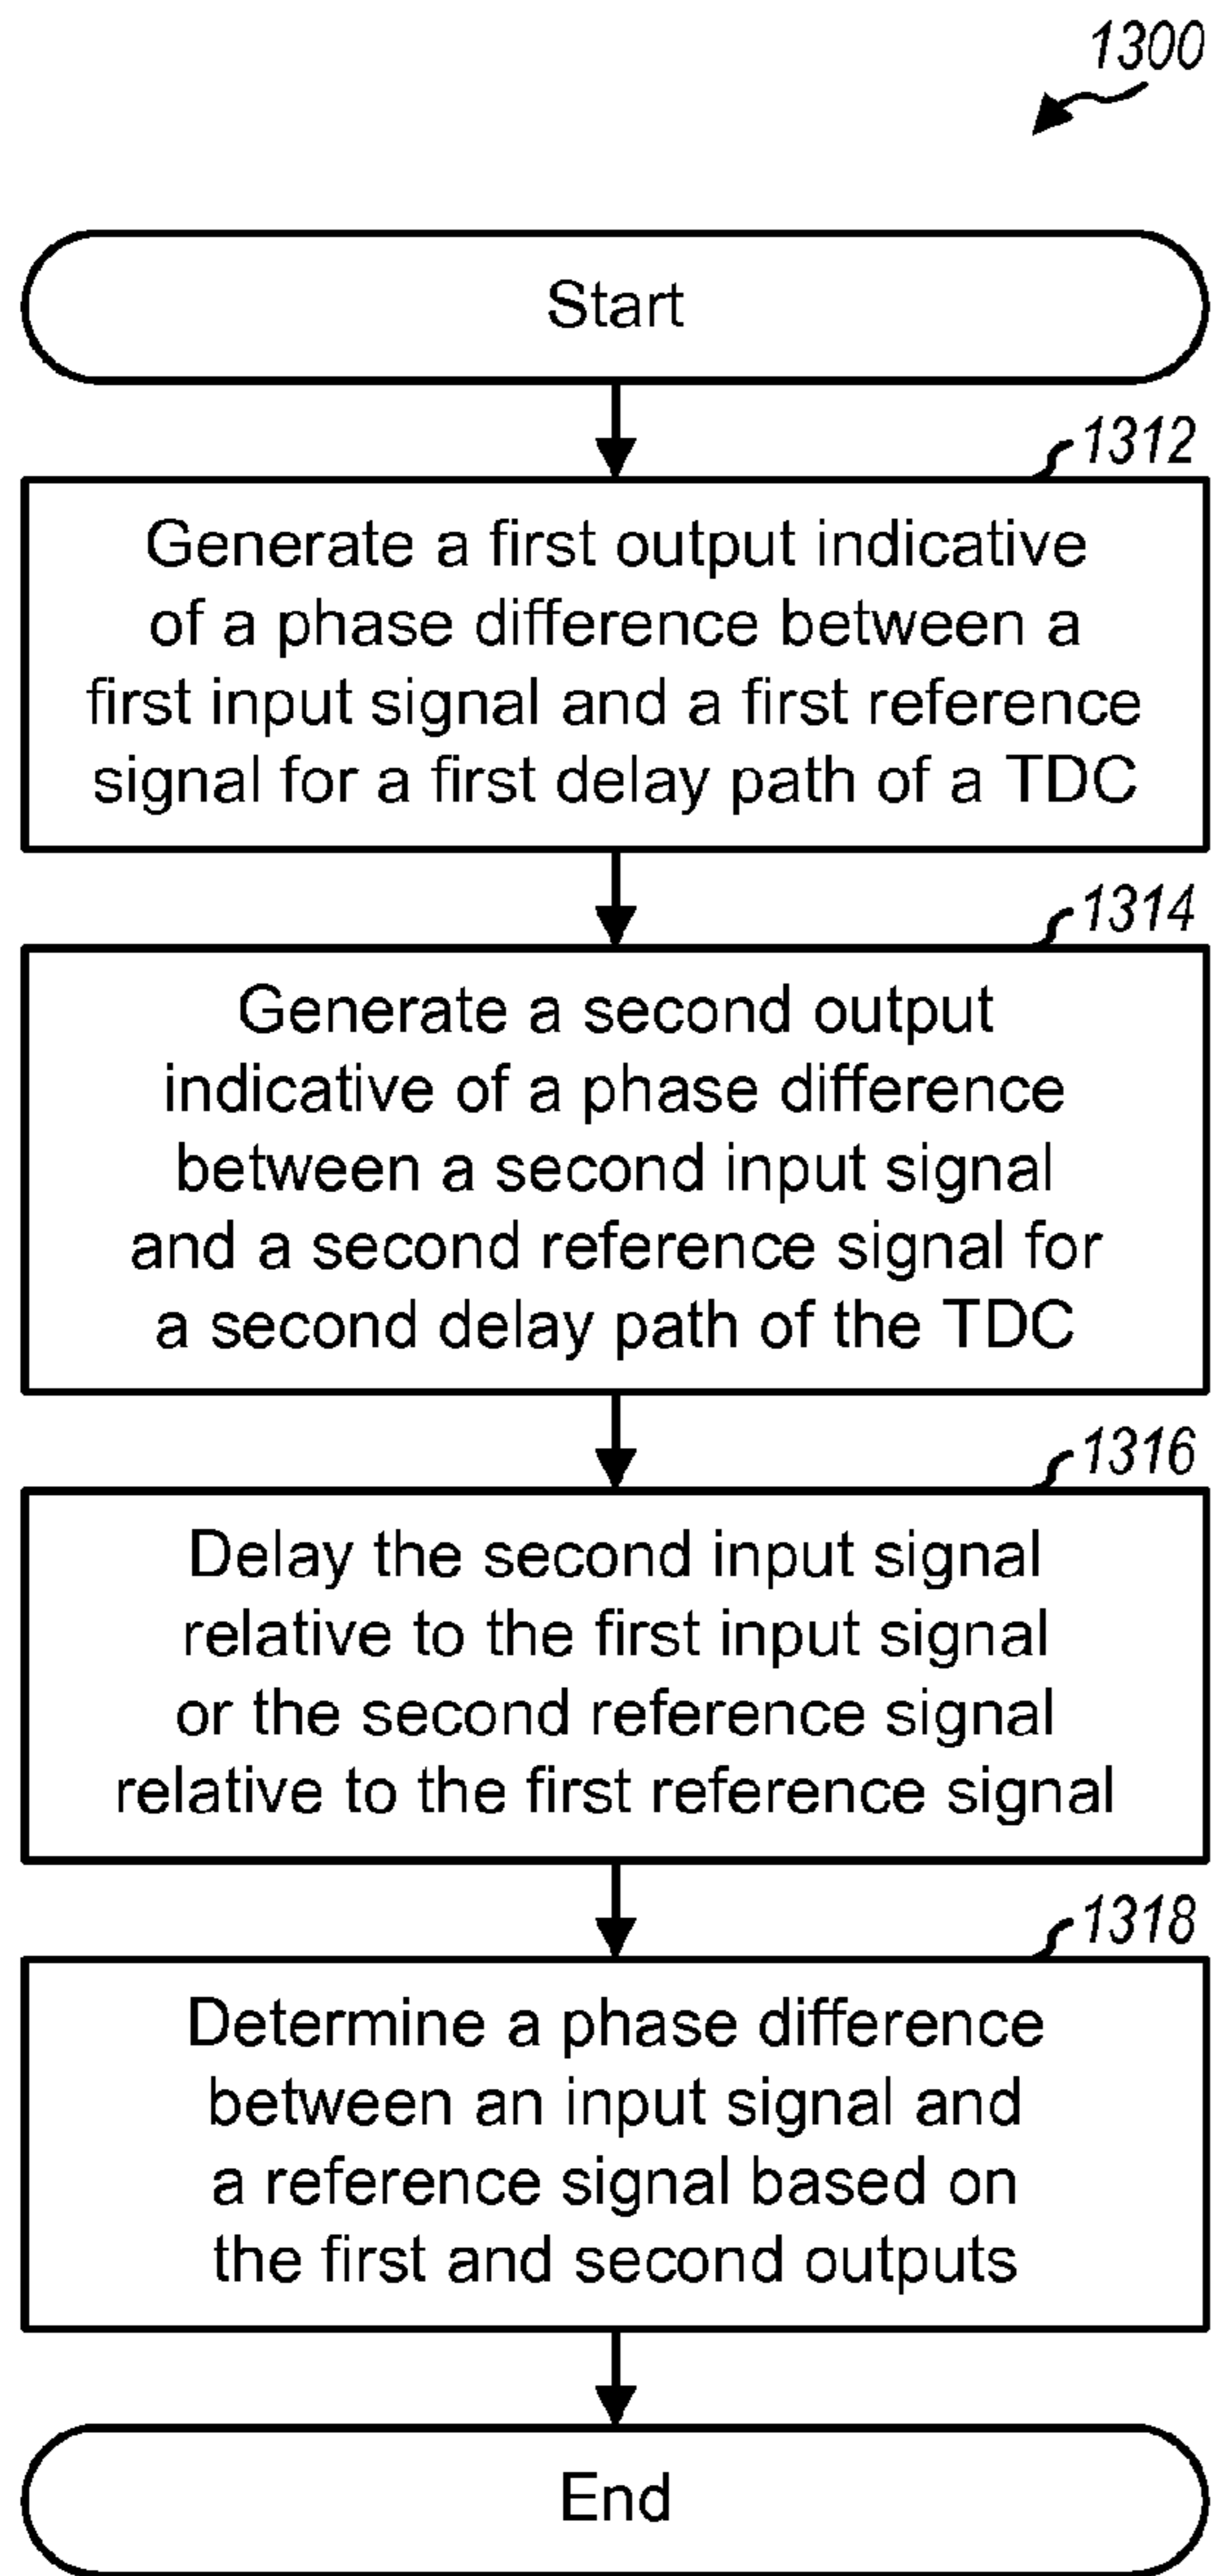 1300
Start
1312
Generate a first output indicative
of a phase difference between a
first input signal and a first reference
signal for a first delay path of a TDC
1314
Generate a second output
indicative of a phase difference
between a second input signal
and a second reference signal for
a second delay path of the TDC
1316
Delay the second input signal
relative to the first input signal
or the second reference signal
relative to the first reference signal
1318
Determine a phase difference
between an input signal and
a reference signal based on
the first and second outputs
End